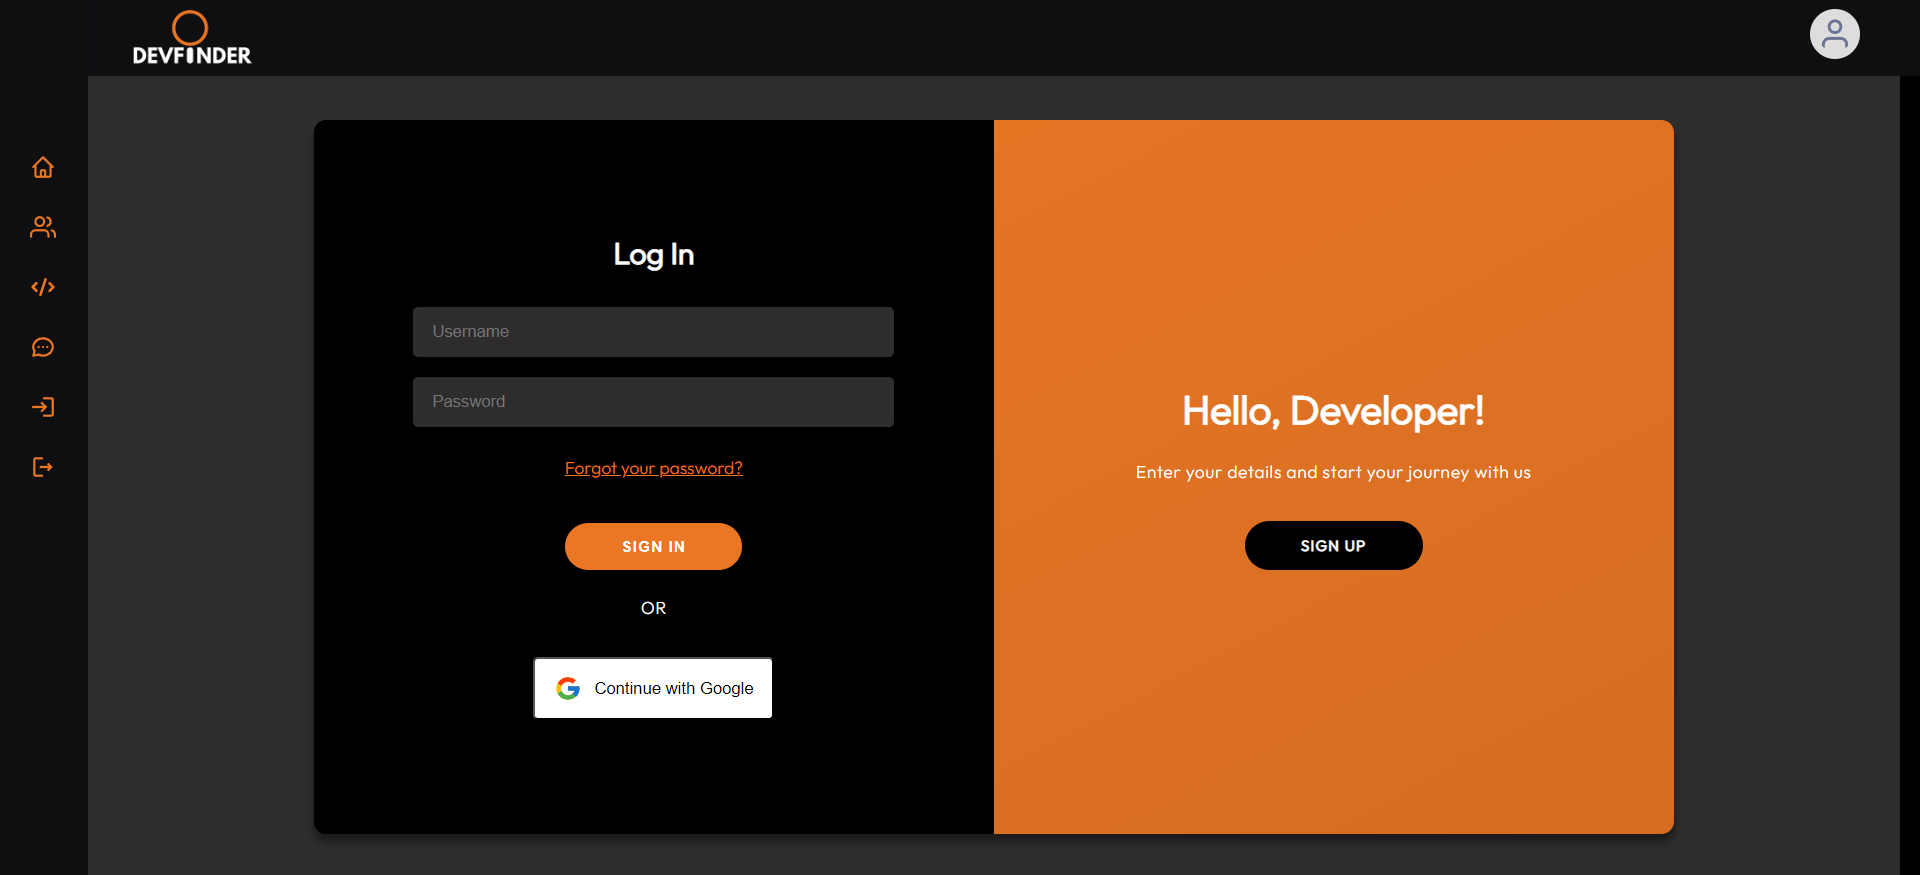 DEVFINDER
Log In
Username
Password
Forgot your password?
SIGN IN
OR
Continue with Google
Hello, Developer!
Enter your details and start your journey with us
SIGN UP